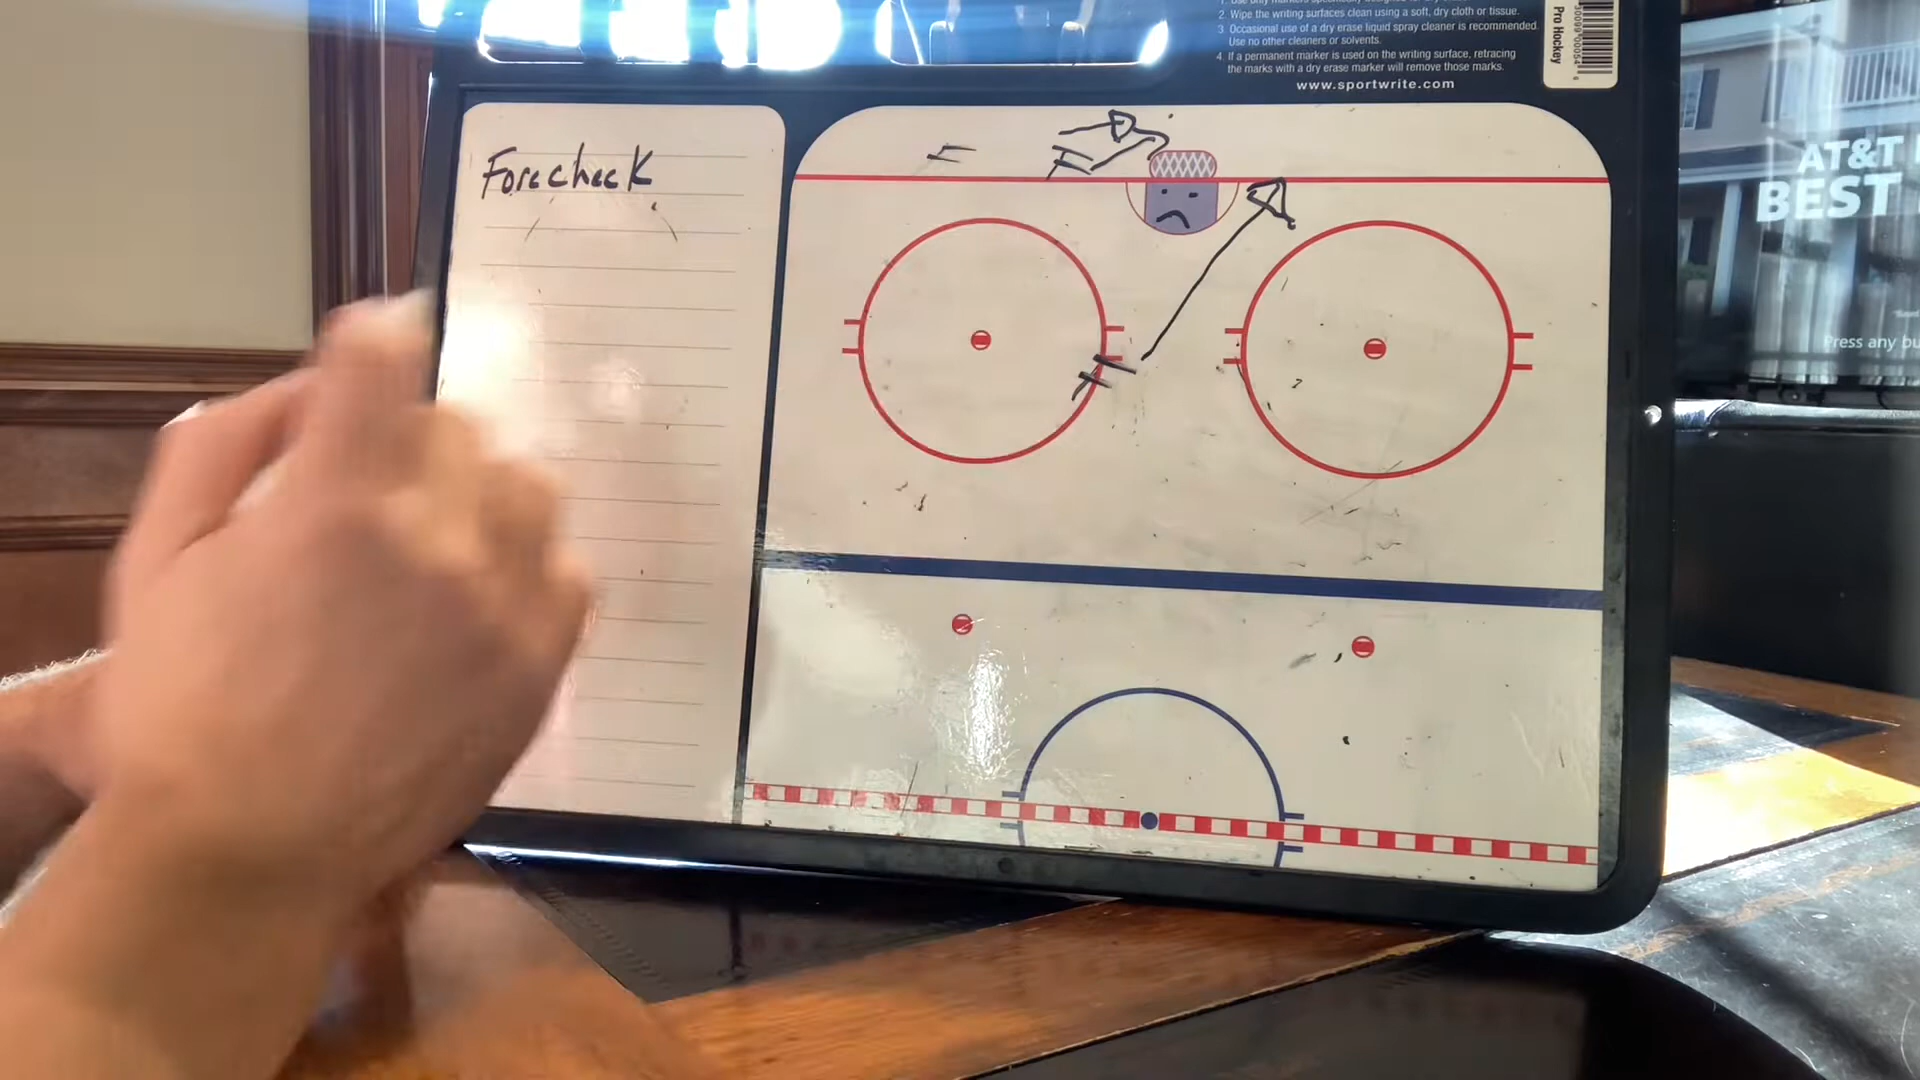 2. Wipe the writing surfaces clean using a soft, dry cloth or tissue.
3. Occasional use of a dry erase liquid spray cleaner is recommended.
Use no other cleaners or solvents.
4. If a permanent marker is used on the writing surface, retracing
the marks with a dry erase marker will remove those marks.
www.sportwrite.com
Pro Hockey
Forecheck
AT&T
BEST
Press any bu